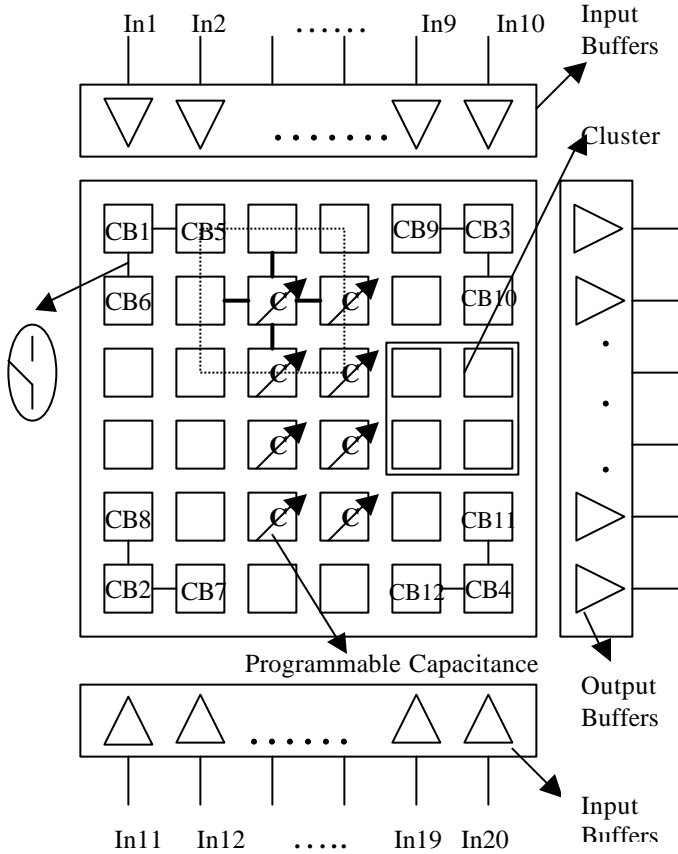 In1 In2 ...... In9 In10
Input
Buffers
.......
Cluster
CB1 CB5 CB9 CB3
CB6 C C CB10
C C
C C
CB8 C C CB11
CB2 CB7 CB12 CB4
Programmable Capacitance
Output
Buffers
......
Input
Buffers
In11 In12 ..... In19 In20